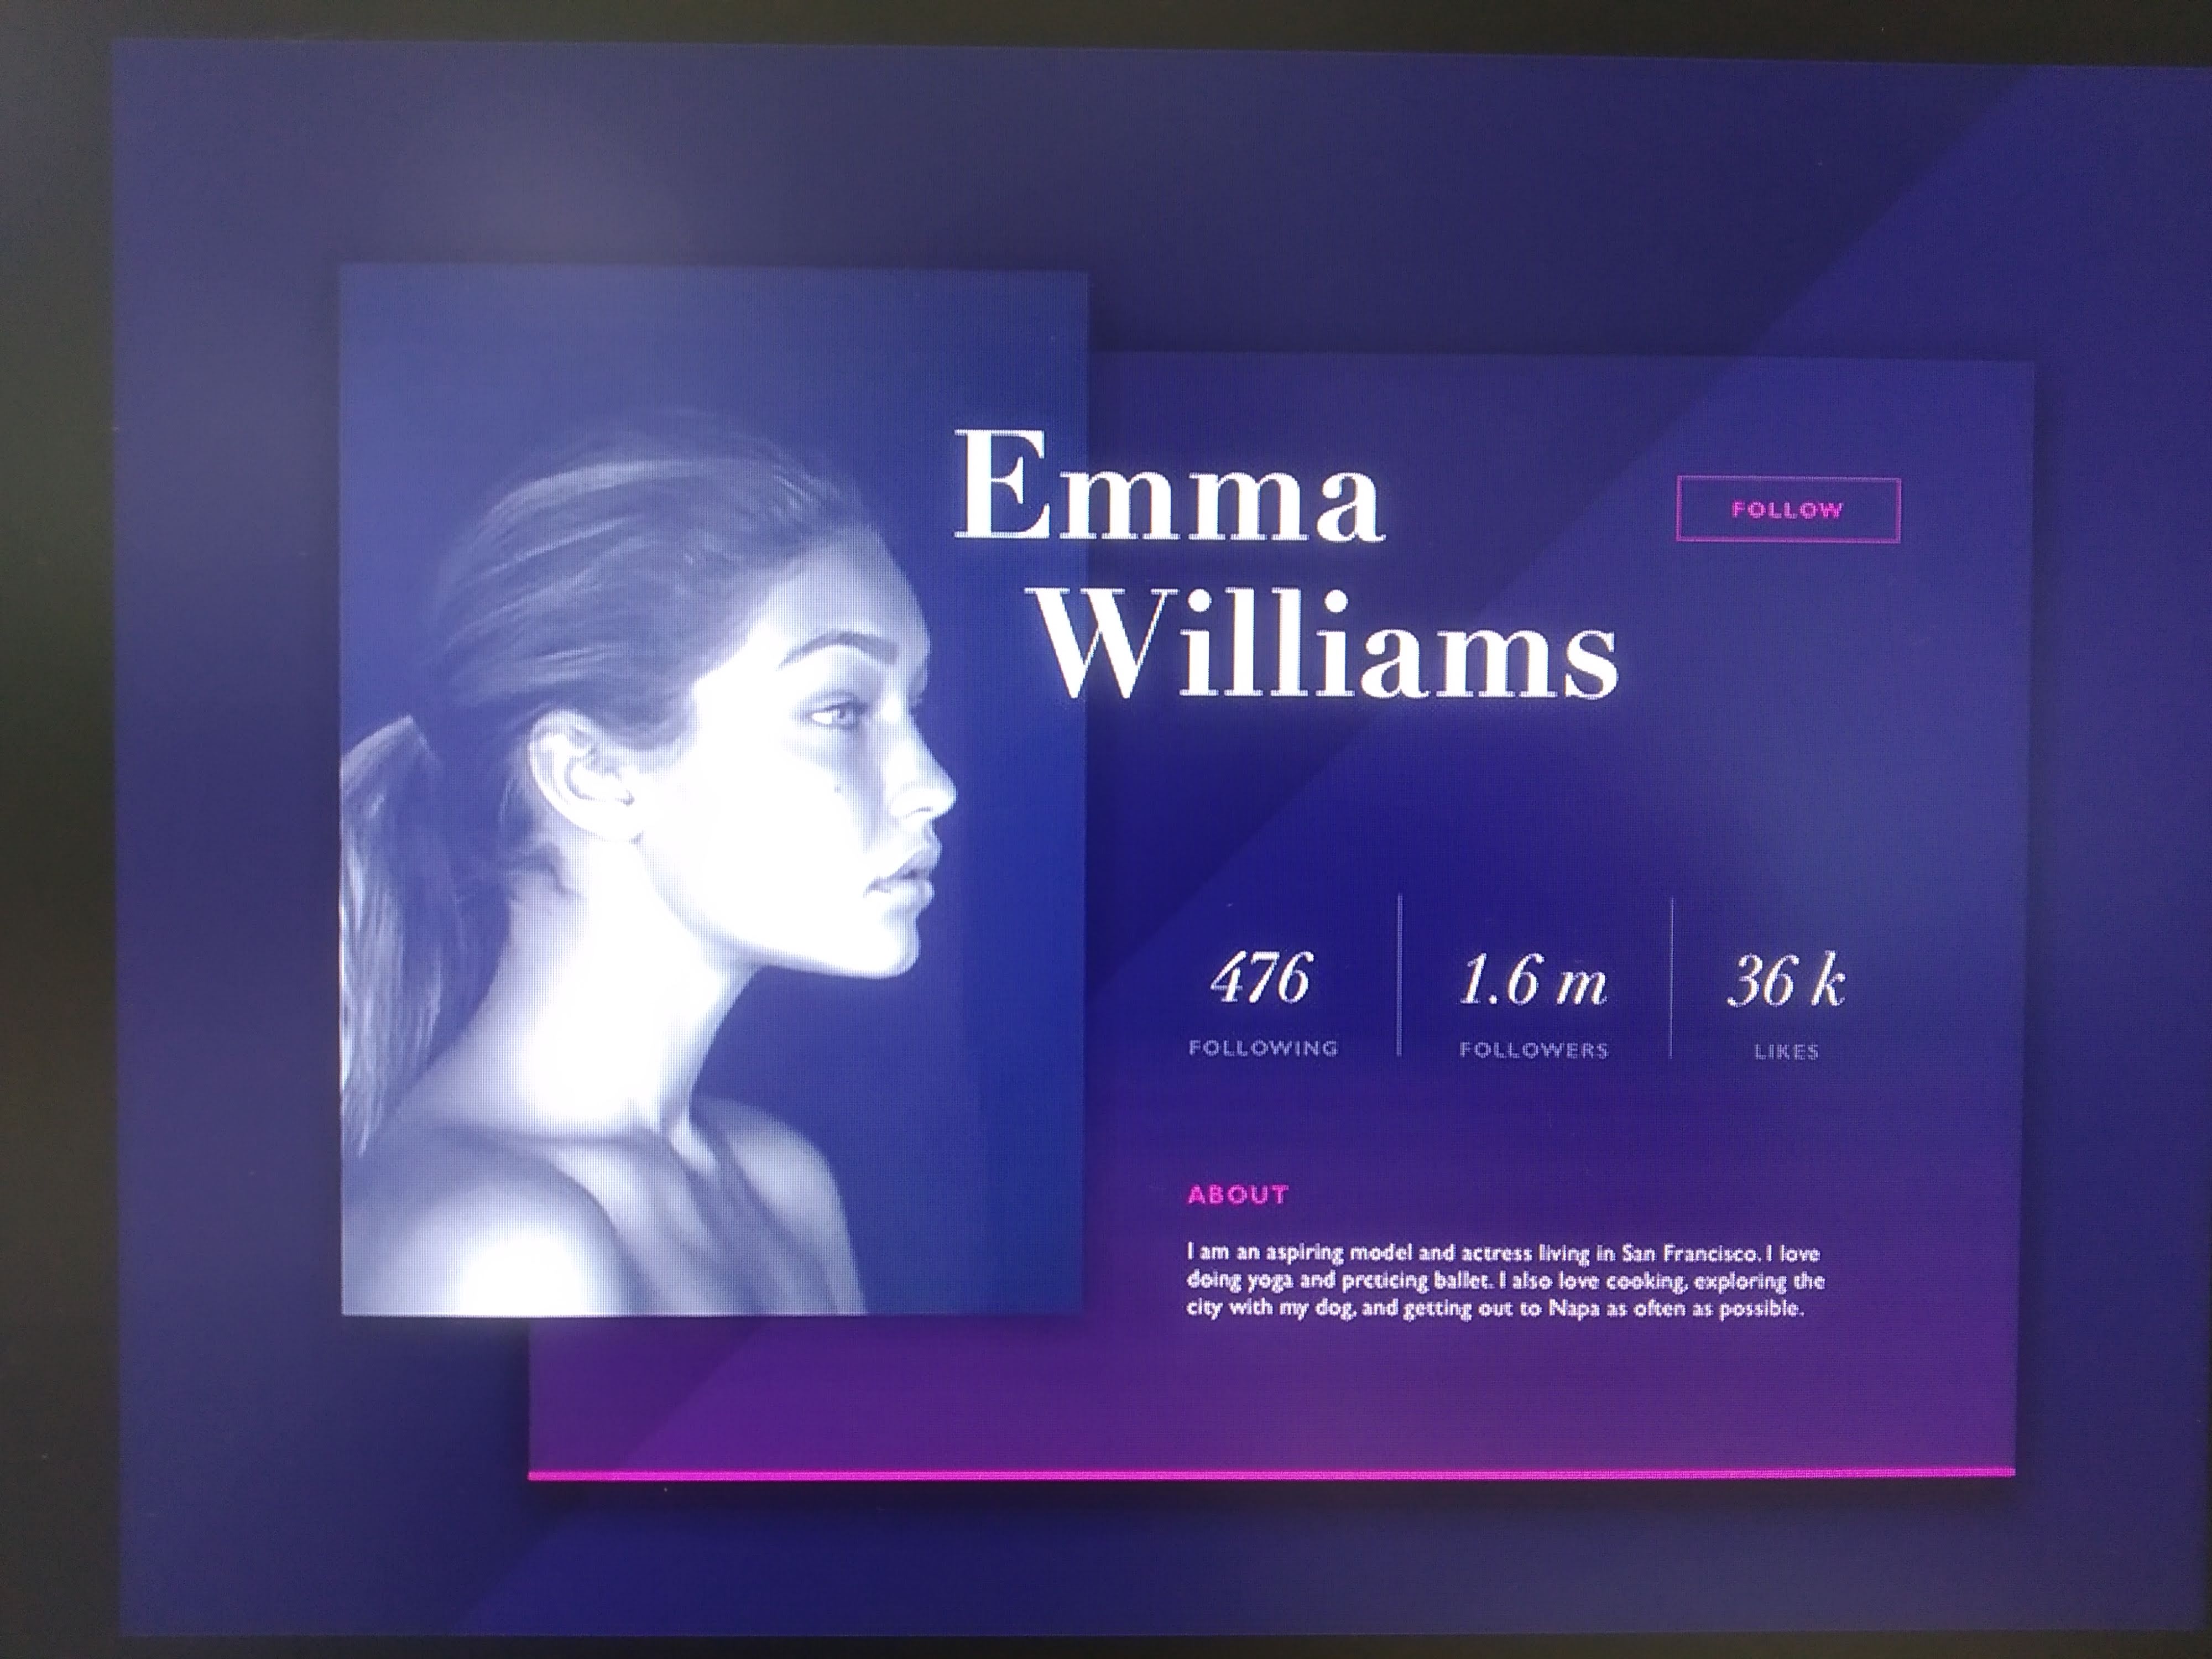 Emma
Williams
FOLLOW
476
1.6 m
36 k
FOLLOWING
FOLLOWERS
LIKES
ABOUT
I am an aspiring model and actress living in San Francisco. I love
doing yoga and prcticing ballet. I also love cooking, exploring the
city with my dog, and getting out to Napa as often as possible.